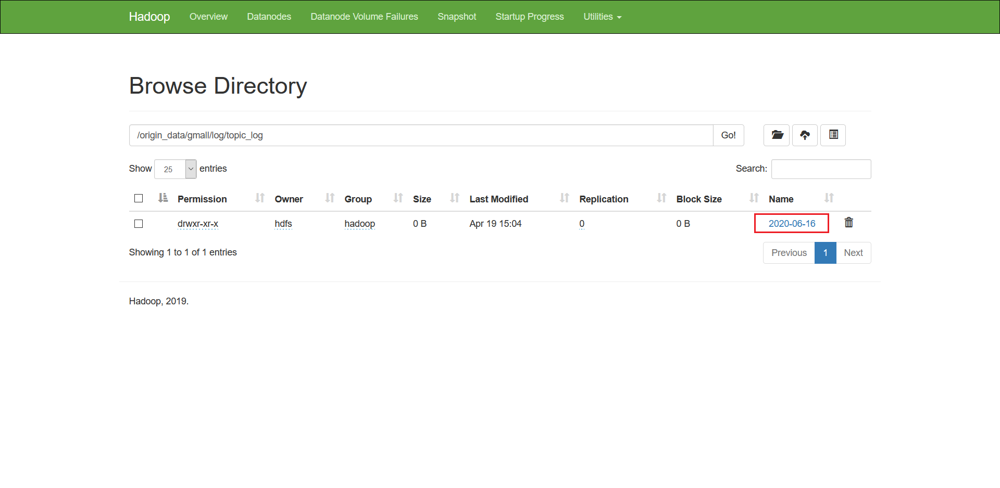 Hadoop Overview Datanodes Datanode Volume Failures Snapshot Startup Progress Utilities
Browse Directory
/origin_data/gmall/log/topic_log Go!
Show 25 entries Search:
Permission Owner Group Size Last Modified Replication Block Size Name
drwxr-xr-x hdfs hadoop 0 B Apr 19 15:04 0 0 B 2020-06-16
Showing 1 to 1 of 1 entries Previous 1 Next
Hadoop, 2019.